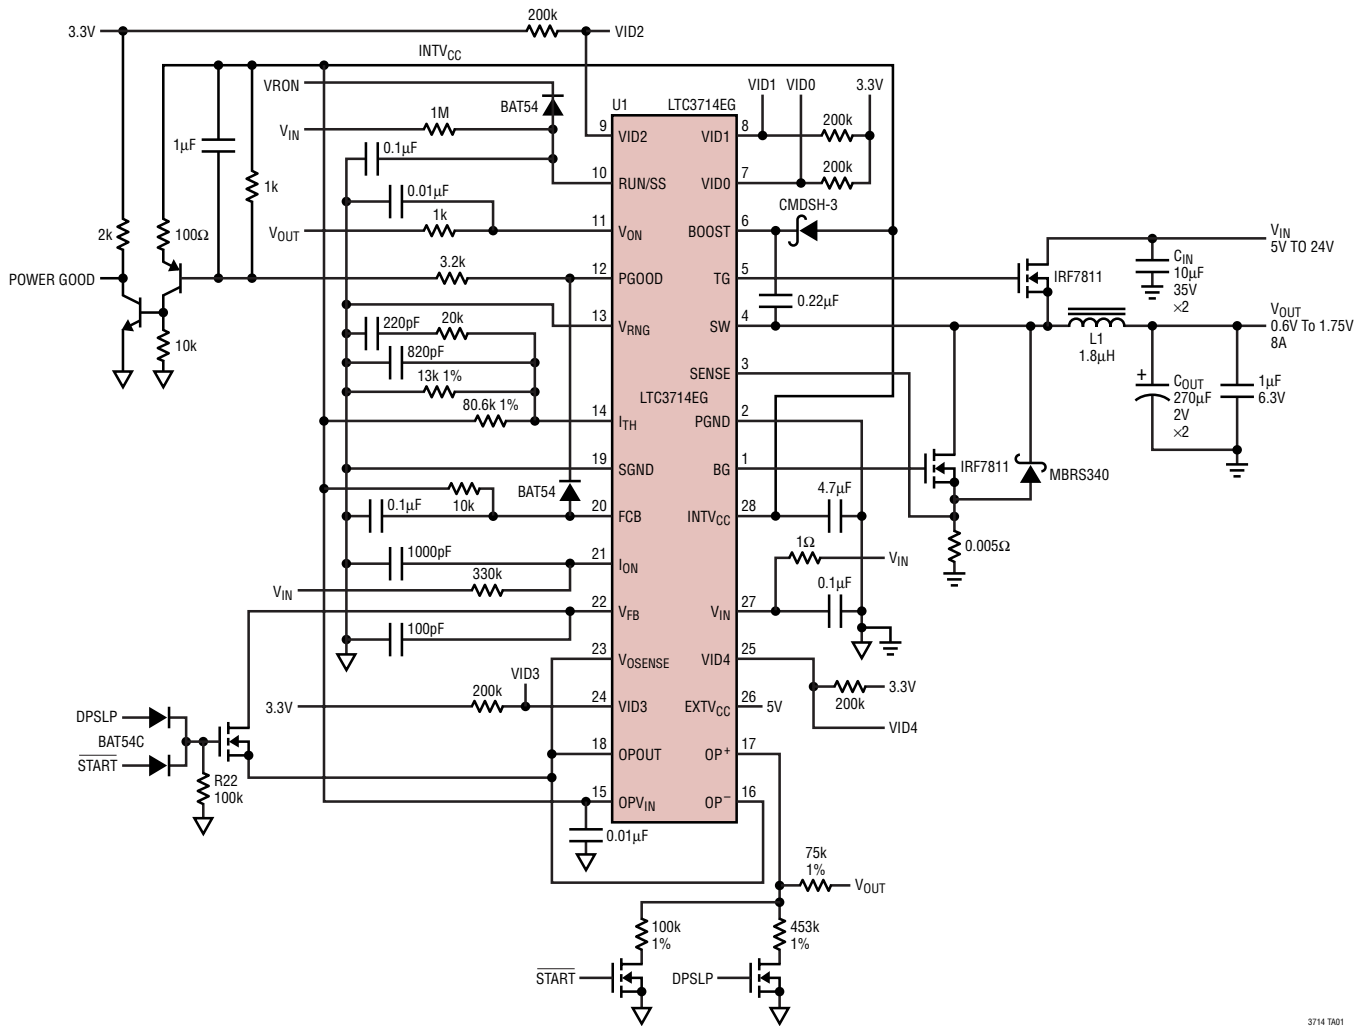 3.3V
200k
VID2
INTVCC
VRON
BAT54
1M
VIN
0.1µF
1µF
1k
0.01µF
1k
VOUT
2k
100Ω
POWER GOOD
3.2k
10k
220pF
20k
820pF
13k 1%
80.6k 1%
BAT54
0.1µF
10k
1000pF
330k
VIN
100pF
VID3
200k
3.3V
DPSLP
BAT54C
START
R22
100k
0.01µF
U1
LTC3714EG
9
VID2
10
RUN/SS
11
VON
12
PGOOD
13
VRNG
14
ITH
19
SGND
20
FCB
21
ION
22
VFB
23
VOSENSE
24
VID3
18
OPOUT
15
OPVIN
LTC3714EG
8
VID1
7
VID0
6
BOOST
5
TG
4
SW
3
SENSE
2
PGND
1
BG
28
INTVCC
27
VIN
25
VID4
26
EXTVCC
17
OP+
16
OP−
VID1
VID0
3.3V
200k
200k
CMDSH-3
0.22µF
IRF7811
VIN
5V TO 24V
CIN
10µF
35V
×2
VOUT
0.6V To 1.75V
8A
L1
1.8µH
+
COUT
270µF
2V
×2
1µF
6.3V
IRF7811
MBRS340
0.005Ω
4.7µF
1Ω
VIN
0.1µF
3.3V
200k
5V
VID4
75k
1%
VOUT
100k
1%
453k
1%
START
DPSLP
3714 TA01